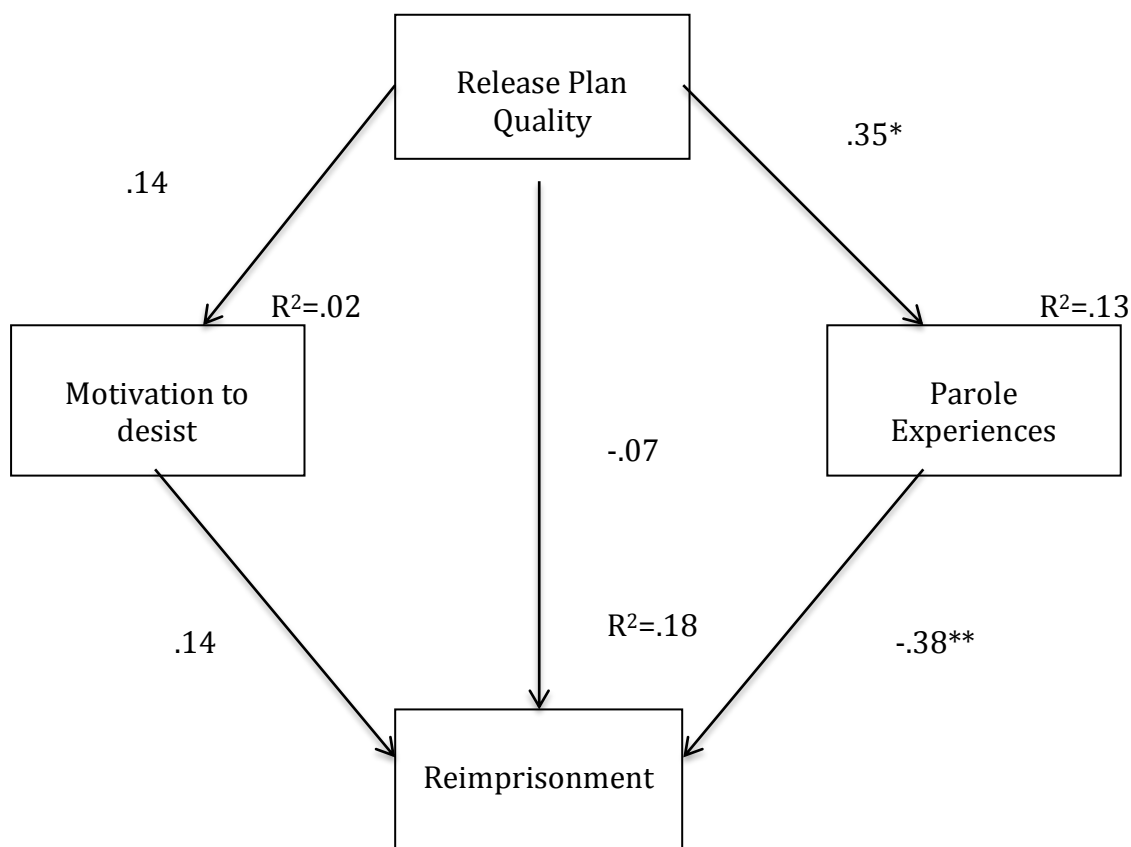 Release Plan
Quality
.35*
.14
R²=.02
R²=.13
Motivation to
desist
Parole
Experiences
-.07
.14
R²=.18
-.38**
Reimprisonment